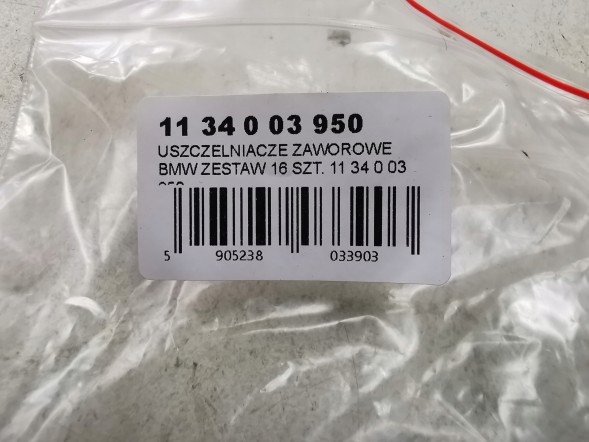 11 34 0 03 950
USZCZELNIACZE ZAWOROWE
BMW ZESTAW 16 SZT. 11 34 0 03
5 905238 033903